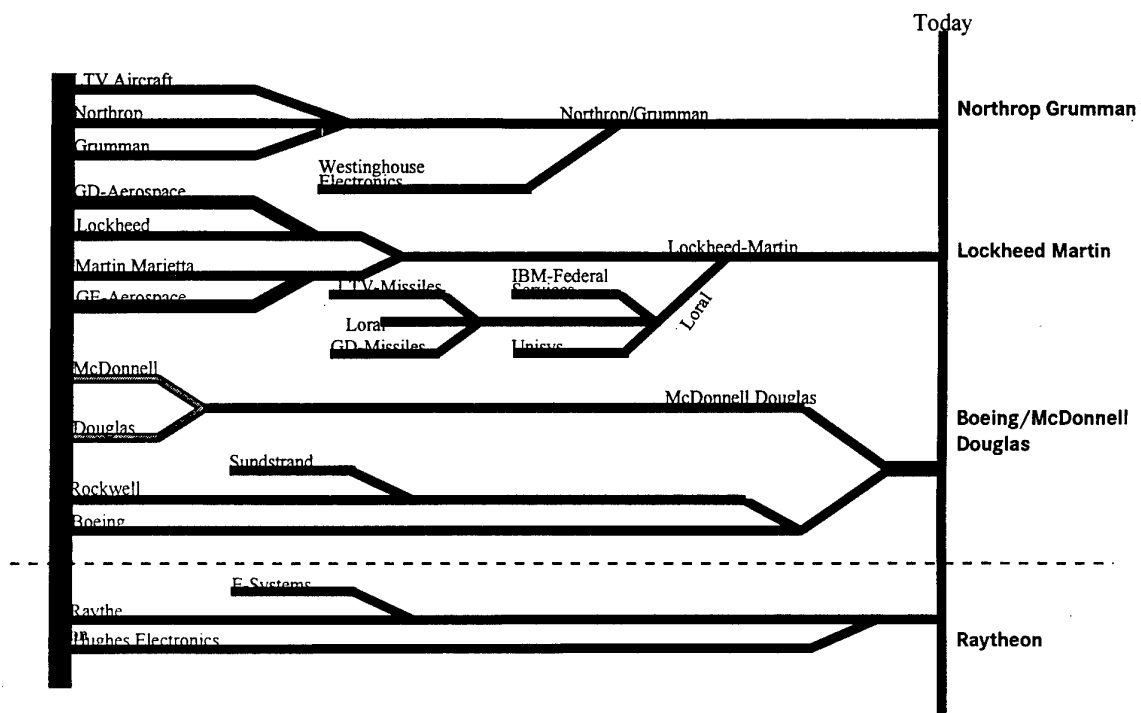 Today
LTV Aircraft
Northrop
Northrop/Grumman
Northrop Grumman
Grumman
Westinghouse
Electronics
GD-Aerospace
Lockheed
Lockheed-Martin
Lockheed Martin
Martin Marietta
GE-Aerospace
LTV-Missiles
IBM-Federal
Services
Loral
Loral
GD-Missiles
Unisys
McDonnell
McDonnell Douglas
Douglas
Boeing/McDonnell
Douglas
Sundstrand
Rockwell
Boeing
E-Systems
Raythe
on
Hughes Electronics
Raytheon